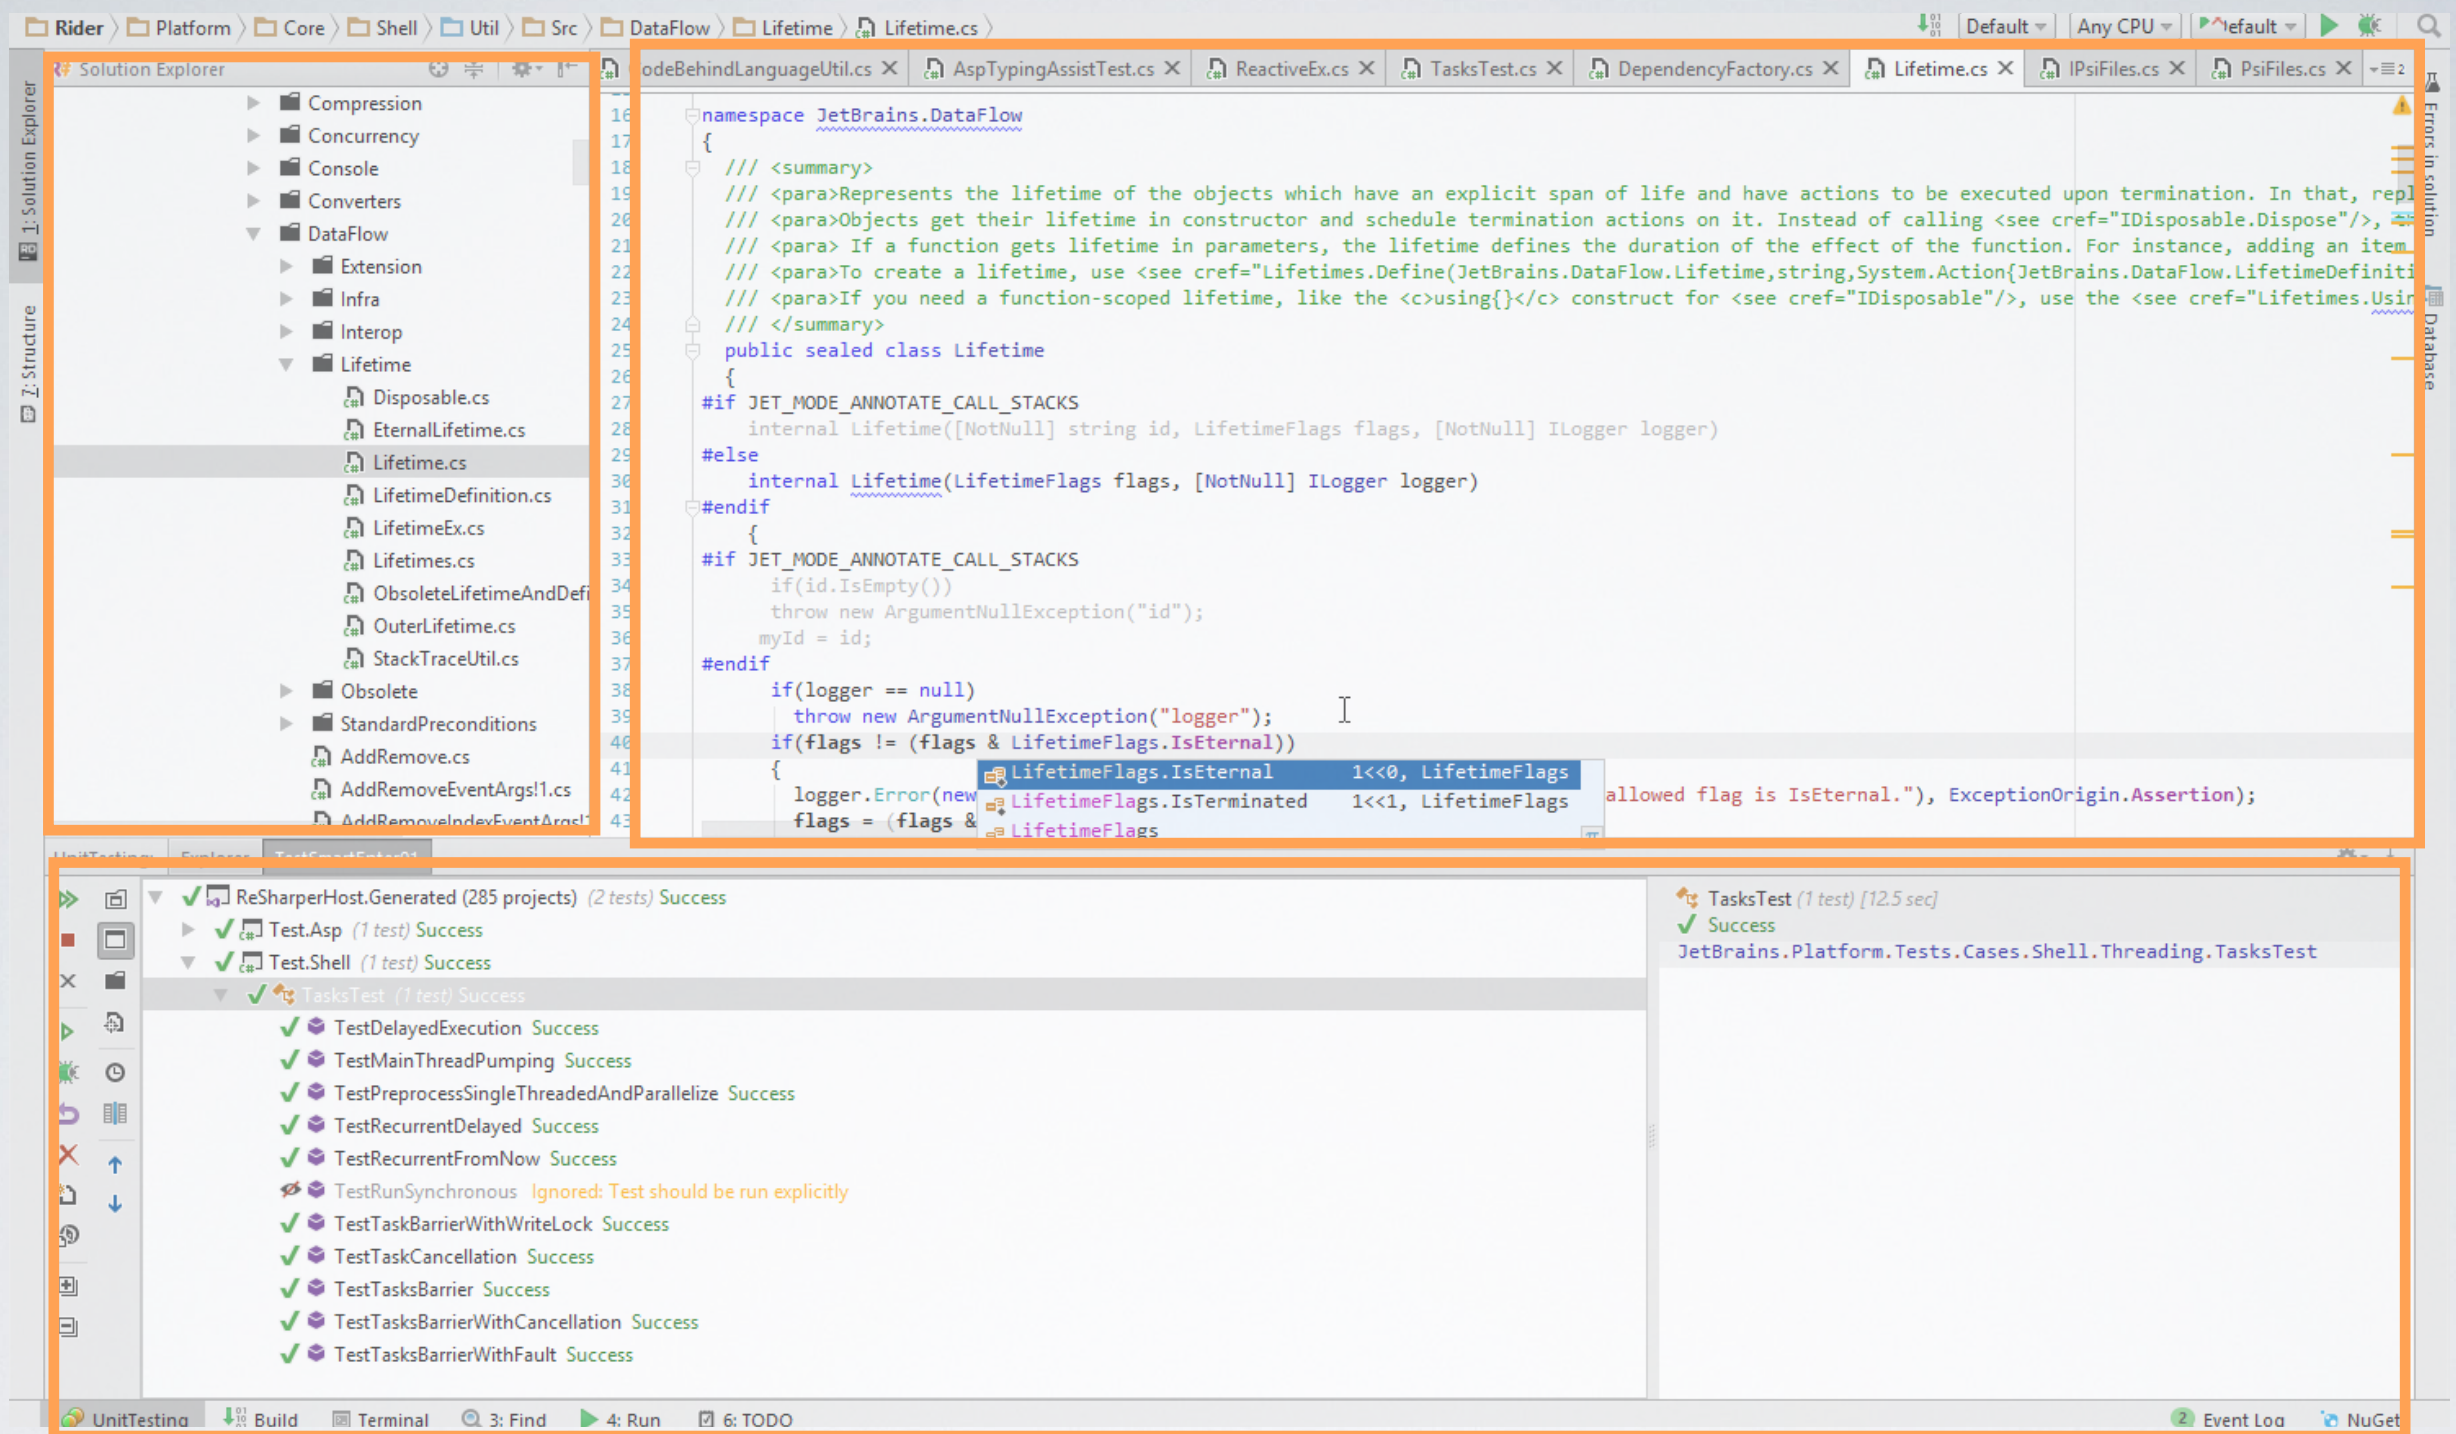 Rider Platform Core Shell Util Src DataFlow Lifetime Lifetime.cs
Default Any CPU
1: Solution Explorer
7: Structure
Solution Explorer
Compression
Concurrency
Console
Converters
DataFlow
Extension
Infra
Interop
Lifetime
Disposable.cs
EternalLifetime.cs
Lifetime.cs
LifetimeDefinition.cs
LifetimeEx.cs
Lifetimes.cs
ObsoleteLifetimeAndDefi
OuterLifetime.cs
StackTraceUtil.cs
Obsolete
StandardPreconditions
AddRemove.cs
AddRemoveEventArgs!1.cs
AddRemoveIndexEventArgs!
odeBehindLanguageUtil.cs AspTypingAssistTest.cs ReactiveEx.cs TasksTest.cs DependencyFactory.cs Lifetime.cs IPsiFiles.cs PsiFiles.cs 2
16 namespace JetBrains.DataFlow
17 {
18 /// <summary>
19 /// <para>Represents the lifetime of the objects which have an explicit span of life and have actions to be executed upon termination. In that, repl
20 /// <para>Objects get their lifetime in constructor and schedule termination actions on it. Instead of calling <see cref="IDisposable.Dispose"/>,
21 /// <para> If a function gets lifetime in parameters, the lifetime defines the duration of the effect of the function. For instance, adding an item
22 /// <para>To create a lifetime, use <see cref="Lifetimes.Define(JetBrains.DataFlow.Lifetime,string,System.Action{JetBrains.DataFlow.LifetimeDefiniti
23 /// <para>If you need a function-scoped lifetime, like the <c>using{}</c> construct for <see cref="IDisposable"/>, use the <see cref="Lifetimes.Usin
24 /// </summary>
25 public sealed class Lifetime
26 {
27 #if JET_MODE_ANNOTATE_CALL_STACKS
28 internal Lifetime([NotNull] string id, LifetimeFlags flags, [NotNull] ILogger logger)
29 #else
30 internal Lifetime(LifetimeFlags flags, [NotNull] ILogger logger)
31 #endif
32 {
33 #if JET_MODE_ANNOTATE_CALL_STACKS
34 if(id.IsEmpty())
35 throw new ArgumentNullException("id");
36 myId = id;
37 #endif
38 if(logger == null)
39 throw new ArgumentNullException("logger");
40 if(flags != (flags & LifetimeFlags.IsEternal))
41 {
42 logger.Error(new allowed flag is IsEternal."), ExceptionOrigin.Assertion);
43 flags = (flags &
LifetimeFlags.IsEternal 1<<0, LifetimeFlags
LifetimeFlags.IsTerminated 1<<1, LifetimeFlags
LifetimeFlags
Errors in solution
Database
UnitTesting: Explorer TestSmartEnter01
ReSharperHost.Generated (285 projects) (2 tests) Success
Test.Asp (1 test) Success
Test.Shell (1 test) Success
TasksTest (1 test) Success
TestDelayedExecution Success
TestMainThreadPumping Success
TestPreprocessSingleThreadedAndParallelize Success
TestRecurrentDelayed Success
TestRecurrentFromNow Success
TestRunSynchronous Ignored: Test should be run explicitly
TestTaskBarrierWithWriteLock Success
TestTaskCancellation Success
TestTasksBarrier Success
TestTasksBarrierWithCancellation Success
TestTasksBarrierWithFault Success
TasksTest (1 test) [12.5 sec]
Success
JetBrains.Platform.Tests.Cases.Shell.Threading.TasksTest
UnitTesting Build Terminal 3: Find 4: Run 6: TODO
2 Event Log NuGet